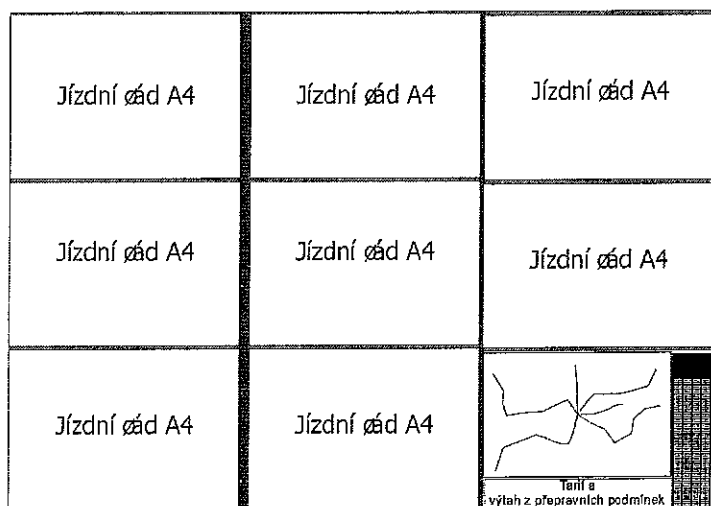 Jízdní øád A4 Jízdní øád A4 Jízdní øád A4
Jízdní øád A4 Jízdní øád A4 Jízdní øád A4
Jízdní øád A4 Jízdní øád A4
Tarif a
výtah z přepravních podmínek